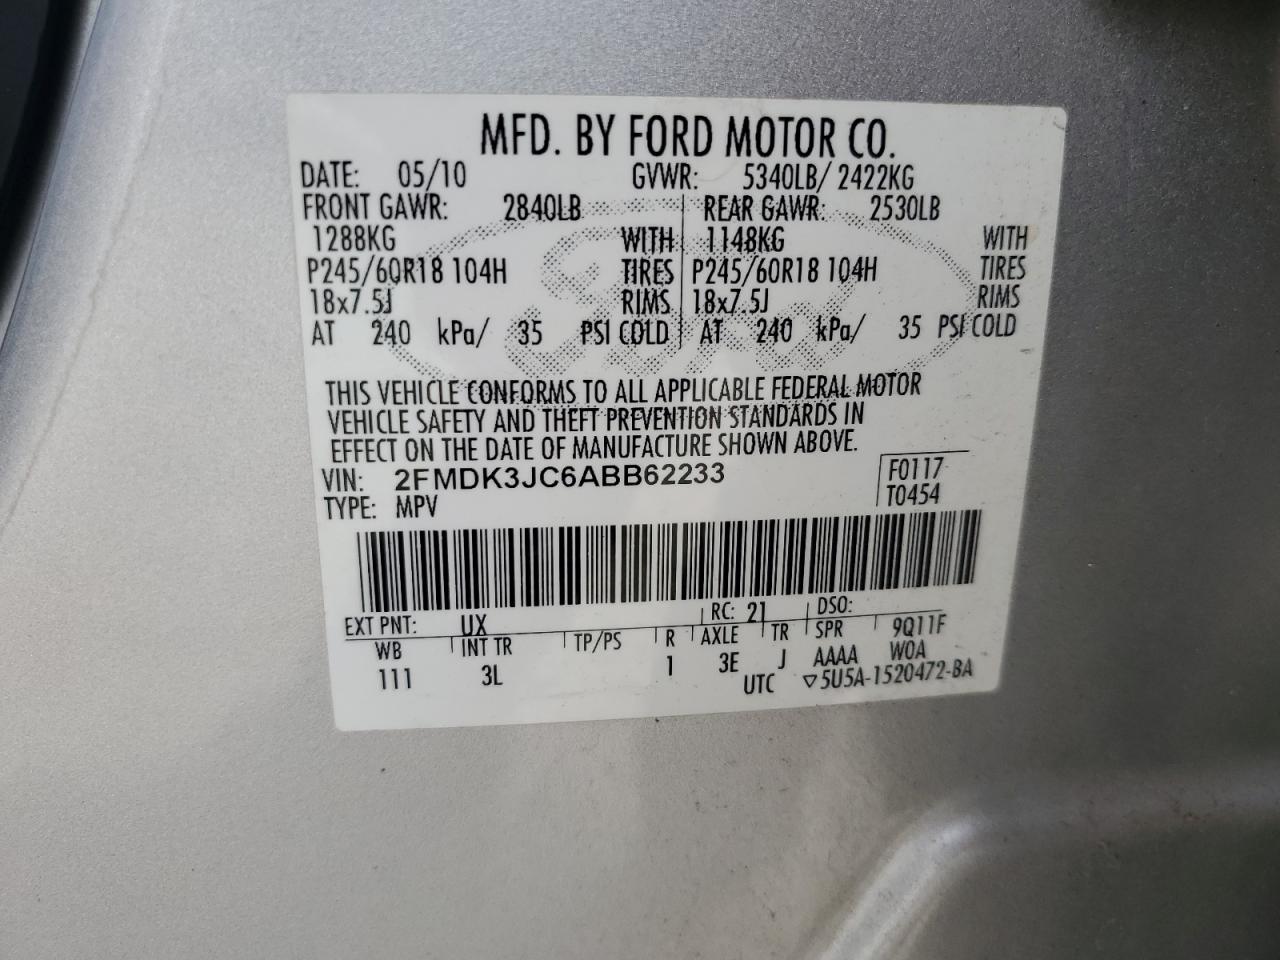 MFD. BY FORD MOTOR CO.
DATE: 05/10 GVWR: 5340LB/ 2422KG
FRONT GAWR: 2840LB REAR GAWR: 2530LB
1288KG WITH 1148KG WITH
P245/60R18 104H TIRES P245/60R18 104H TIRES
18x7.5J RIMS 18x7.5J RIMS
AT 240 kPa/ 35 PSI COLD AT 240 kPa/ 35 PSI COLD
Ford
THIS VEHICLE CONFORMS TO ALL APPLICABLE FEDERAL MOTOR
VEHICLE SAFETY AND THEFT PREVENTION STANDARDS IN
EFFECT ON THE DATE OF MANUFACTURE SHOWN ABOVE.
VIN: 2FMDK3JC6ABB62233 F0117
TYPE: MPV T0454
EXT PNT: UX RC: 21 DSO:
WB INT TR TP/PS R AXLE TR SPR 9Q11F
111 3L 1 3E J AAAA W0A
UTC ▽5U5A-1520472-BA